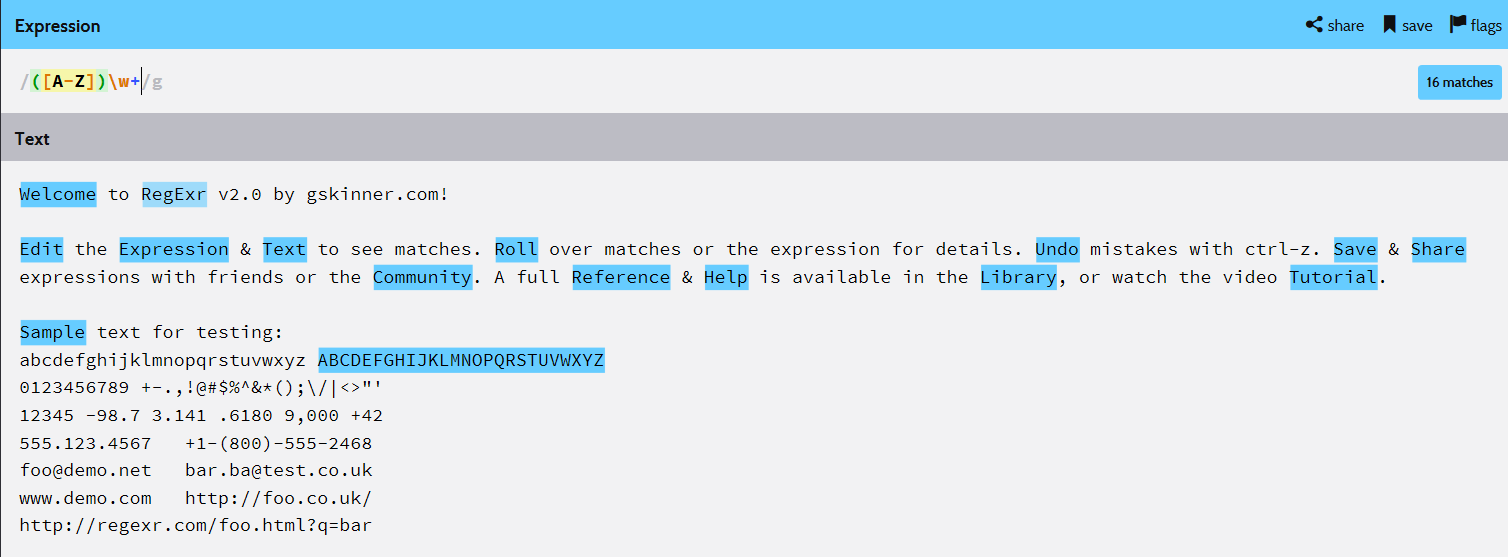 Expression share save flags
/([A-Z])\w+/g 16 matches
Text
Welcome to RegExr v2.0 by gskinner.com!
Edit the Expression & Text to see matches. Roll over matches or the expression for details. Undo mistakes with ctrl-z. Save & Share
expressions with friends or the Community. A full Reference & Help is available in the Library, or watch the video Tutorial.
Sample text for testing:
abcdefghijklmnopqrstuvwxyz ABCDEFGHIJKLMNOPQRSTUVWXYZ
0123456789 +-.,!@#$%^&*();\/|<>"'
12345 -98.7 3.141 .6180 9,000 +42
555.123.4567 +1-(800)-555-2468
foo@demo.net bar.ba@test.co.uk
www.demo.com http://foo.co.uk/
http://regexr.com/foo.html?q=bar